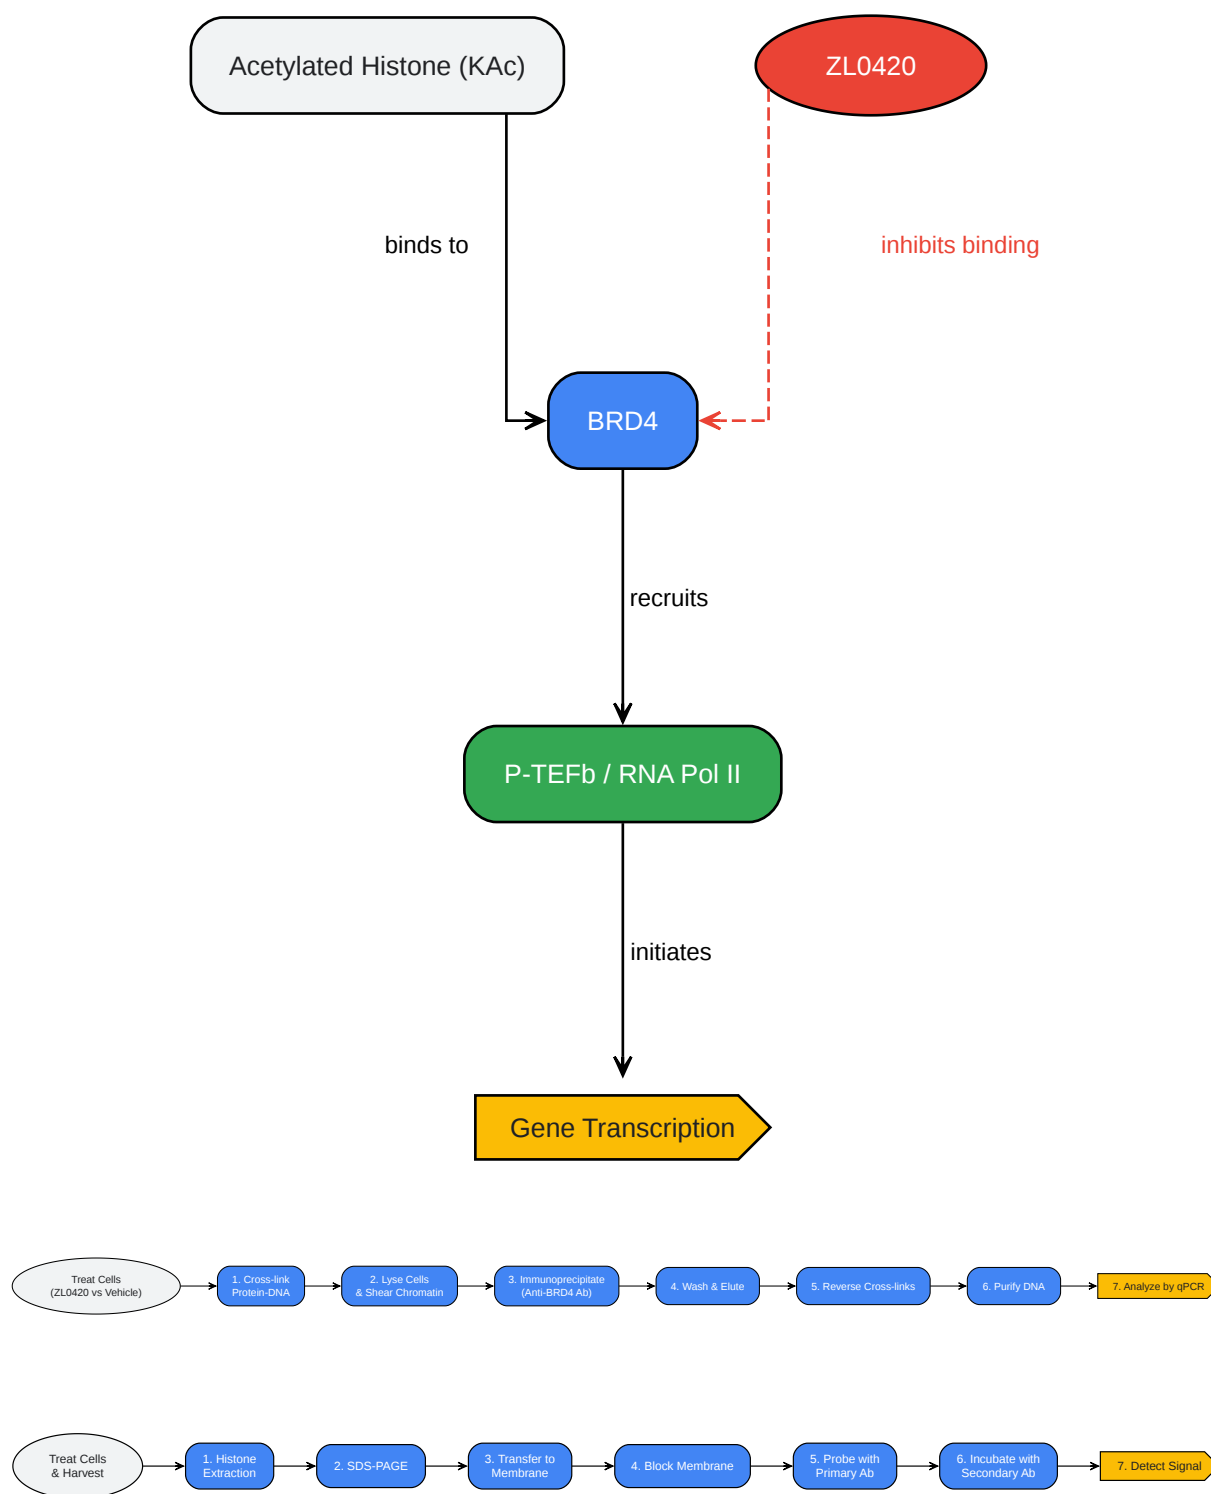 Acetylated Histone (KAc)
ZL0420
binds to
inhibits binding
BRD4
recruits
P-TEFb / RNA Pol II
initiates
Gene Transcription
Treat Cells
(ZL0420 vs Vehicle)
1. Cross-link
Protein-DNA
2. Lyse Cells
& Shear Chromatin
3. Immunoprecipitate
(Anti-BRD4 Ab)
4. Wash & Elute
5. Reverse Cross-links
6. Purify DNA
7. Analyze by qPCR
Treat Cells
& Harvest
1. Histone
Extraction
2. SDS-PAGE
3. Transfer to
Membrane
4. Block Membrane
5. Probe with
Primary Ab
6. Incubate with
Secondary Ab
7. Detect Signal